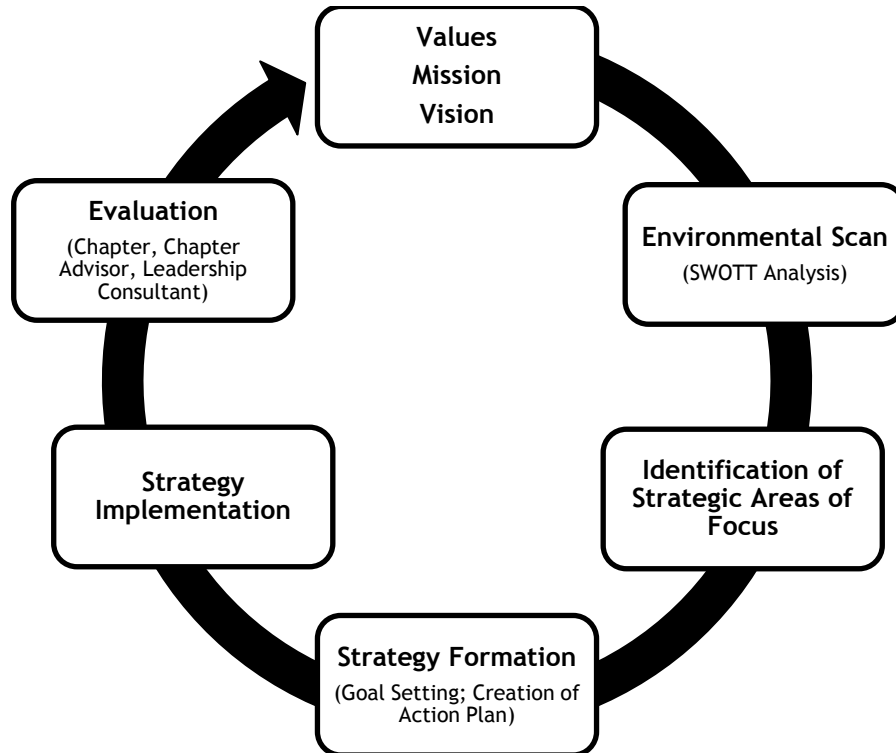 Values
Mission
Vision
Environmental Scan
(SWOTT Analysis)
Identification of
Strategic Areas of
Focus
Strategy Formation
(Goal Setting; Creation of
Action Plan)
Strategy
Implementation
Evaluation
(Chapter, Chapter
Advisor, Leadership
Consultant)